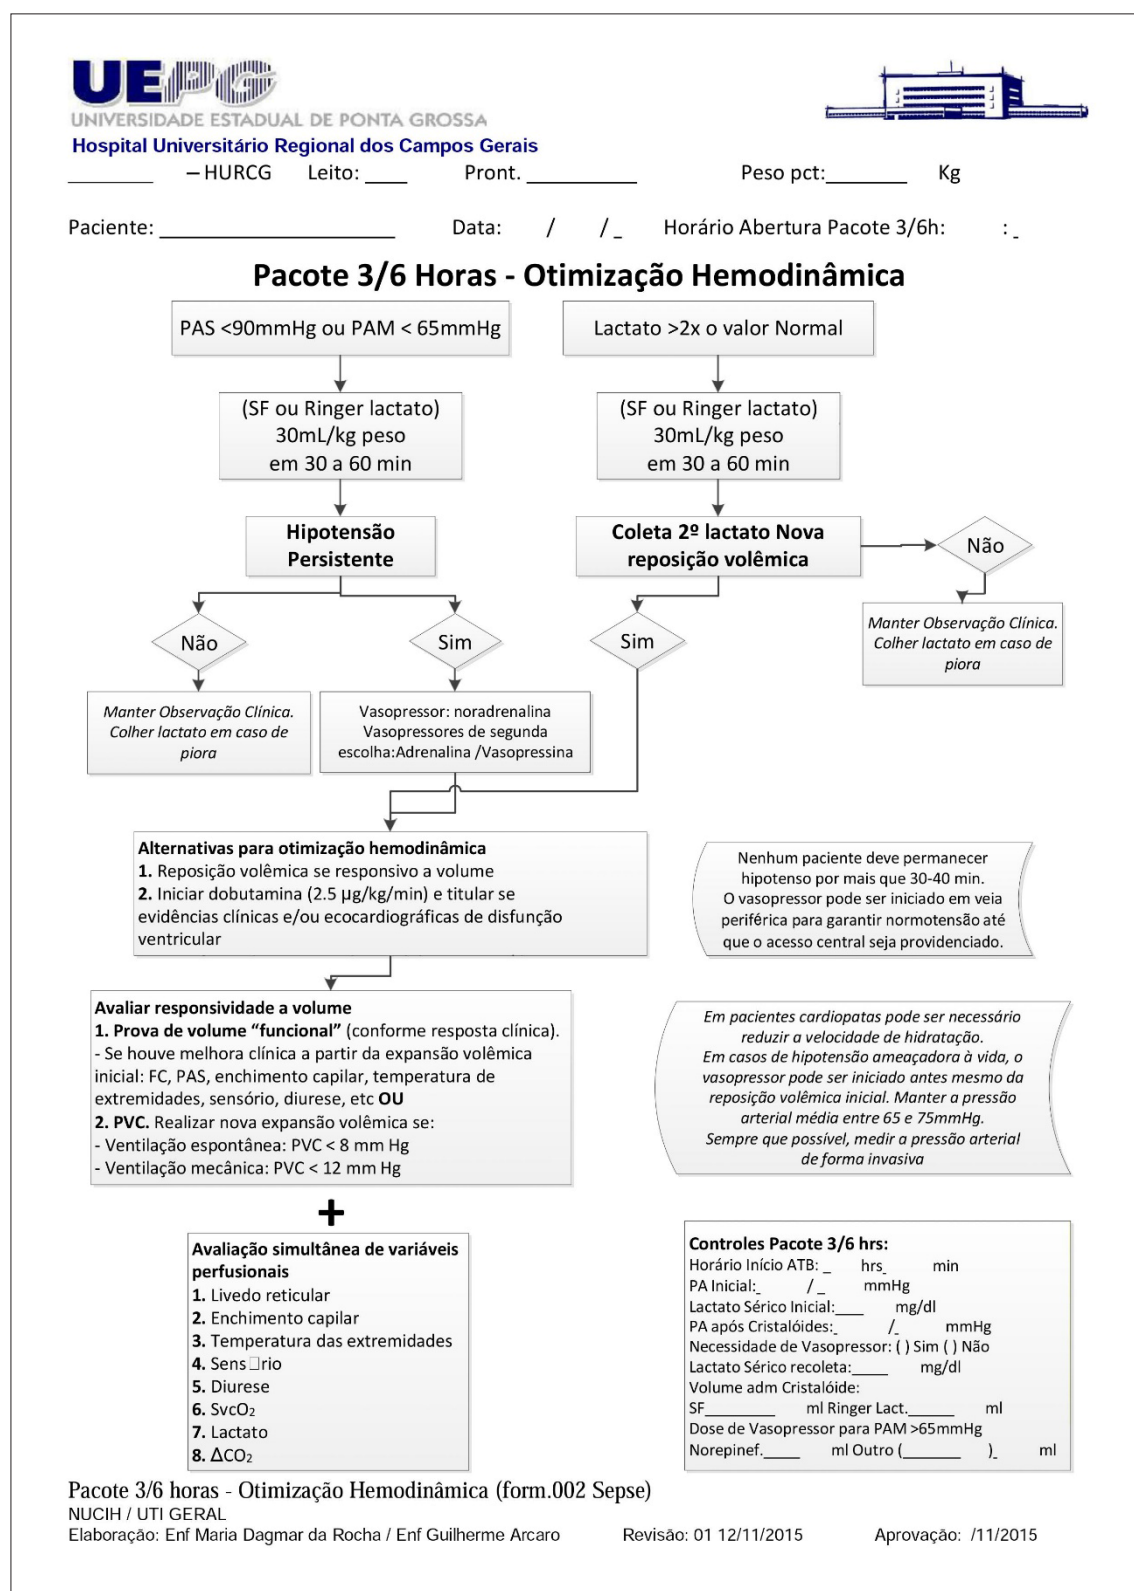 UEPG
UNIVERSIDADE ESTADUAL DE PONTA GROSSA
Hospital Universitário Regional dos Campos Gerais
________ – HURCG Leito: ____ Pront. __________ Peso pct:_______ Kg
Paciente: ______________________ Data: / / _ Horário Abertura Pacote 3/6h: : _
Pacote 3/6 Horas - Otimização Hemodinâmica
PAS <90mmHg ou PAM < 65mmHg
Lactato >2x o valor Normal
(SF ou Ringer lactato)
30mL/kg peso
em 30 a 60 min
(SF ou Ringer lactato)
30mL/kg peso
em 30 a 60 min
Hipotensão
Persistente
Coleta 2º lactato Nova
reposição volêmica
Não
Não
Sim
Sim
Manter Observação Clínica.
Colher lactato em caso de
piora
Manter Observação Clínica.
Colher lactato em caso de
piora
Vasopressor: noradrenalina
Vasopressores de segunda
escolha:Adrenalina /Vasopressina
Alternativas para otimização hemodinâmica
1. Reposição volêmica se responsivo a volume
2. Iniciar dobutamina (2.5 µg/kg/min) e titular se
evidências clínicas e/ou ecocardiográficas de disfunção
ventricular
Nenhum paciente deve permanecer
hipotenso por mais que 30-40 min.
O vasopressor pode ser iniciado em veia
periférica para garantir normotensão até
que o acesso central seja providenciado.
Avaliar responsividade a volume
1. Prova de volume “funcional” (conforme resposta clínica).
- Se houve melhora clínica a partir da expansão volêmica
inicial: FC, PAS, enchimento capilar, temperatura de
extremidades, sensório, diurese, etc OU
2. PVC. Realizar nova expansão volêmica se:
- Ventilação espontânea: PVC < 8 mm Hg
- Ventilação mecânica: PVC < 12 mm Hg
Em pacientes cardiopatas pode ser necessário
reduzir a velocidade de hidratação.
Em casos de hipotensão ameaçadora à vida, o
vasopressor pode ser iniciado antes mesmo da
reposição volêmica inicial. Manter a pressão
arterial média entre 65 e 75mmHg.
Sempre que possível, medir a pressão arterial
de forma invasiva
+
Avaliação simultânea de variáveis
perfusionais
1. Livedo reticular
2. Enchimento capilar
3. Temperatura das extremidades
4. Sens□rio
5. Diurese
6. SvcO₂
7. Lactato
8. ΔCO₂
Controles Pacote 3/6 hrs:
Horário Início ATB: _ hrs_ min
PA Inicial:_ / _ mmHg
Lactato Sérico Inicial:____ mg/dl
PA após Cristalóides:_ /_ mmHg
Necessidade de Vasopressor: ( ) Sim ( ) Não
Lactato Sérico recoleta:_____ mg/dl
Volume adm Cristalóide:
SF__________ ml Ringer Lact.______ ml
Dose de Vasopressor para PAM >65mmHg
Norepinef._____ ml Outro (________ )_ ml
Pacote 3/6 horas - Otimização Hemodinâmica (form.002 Sepse)
NUCIH / UTI GERAL
Elaboração: Enf Maria Dagmar da Rocha / Enf Guilherme Arcaro Revisão: 01 12/11/2015 Aprovação: /11/2015